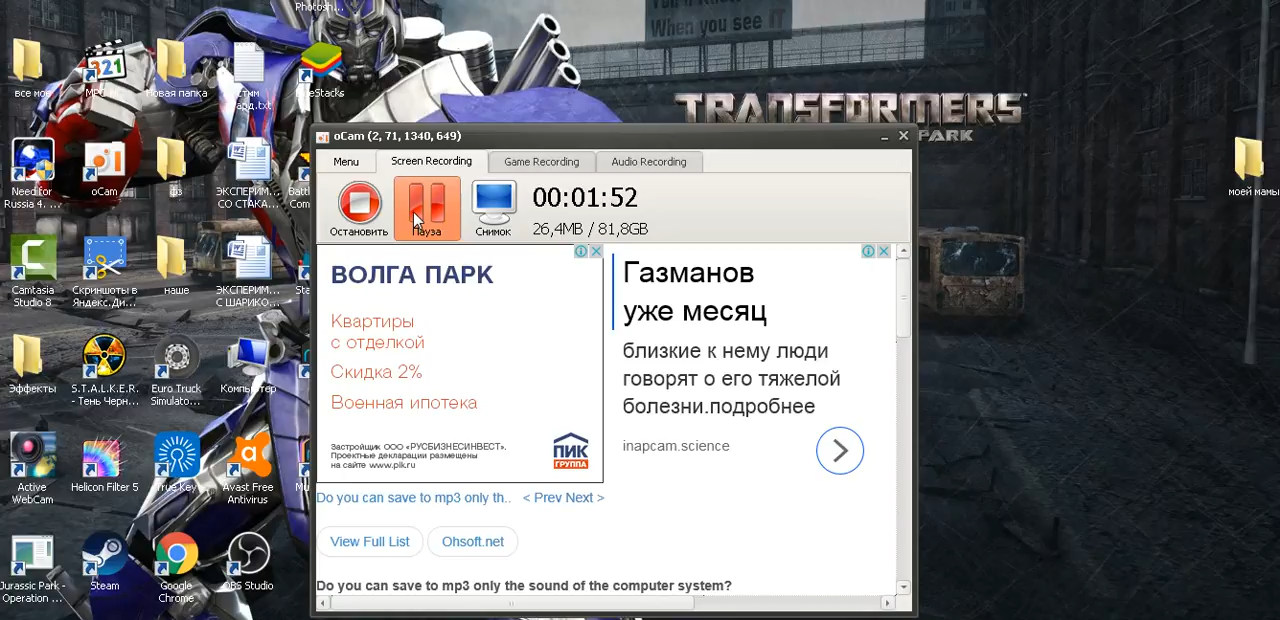 Photosh...
When you see IT
все мое
Новая папка
TRANSFORMERS
PARK
oCam (2, 71, 1340, 649)
Menu
Screen Recording
Game Recording
Audio Recording
Остановить
Пауза
Снимок
00:01:52
26,4MB / 81,8GB
ВОЛГА ПАРК
Квартиры
с отделкой
Скидка 2%
Военная ипотека
Застройщик ООО «РУСБИЗНЕСИНВЕСТ».
Проектные декларации размещены
на сайте www.pik.ru
ПИК
ГРУППА
Газманов
уже месяц
близкие к нему люди
говорят о его тяжелой
болезни.подробнее
inapcam.science
Do you can save to mp3 only th..
< Prev Next >
View Full List
Ohsoft.net
Do you can save to mp3 only the sound of the computer system?
Need for
Russia 4, ...
oCam
ЭКСПЕРИМ...
СО СТАКА...
моей мамы
Camtasia
Studio 8
Скриншоты в
Яндекс.Ди...
наше
ЭКСПЕРИМ...
С ШАРИКО...
Эффекты
S.T.A.L.K.E.R.
- Тень Черн...
Euro Truck
Simulato...
Компьютер
Active
WebCam
Helicon Filter 5
True Key
Avast Free
Antivirus
Jurassic Park -
Operation ...
Steam
Google
Chrome
OBS Studio